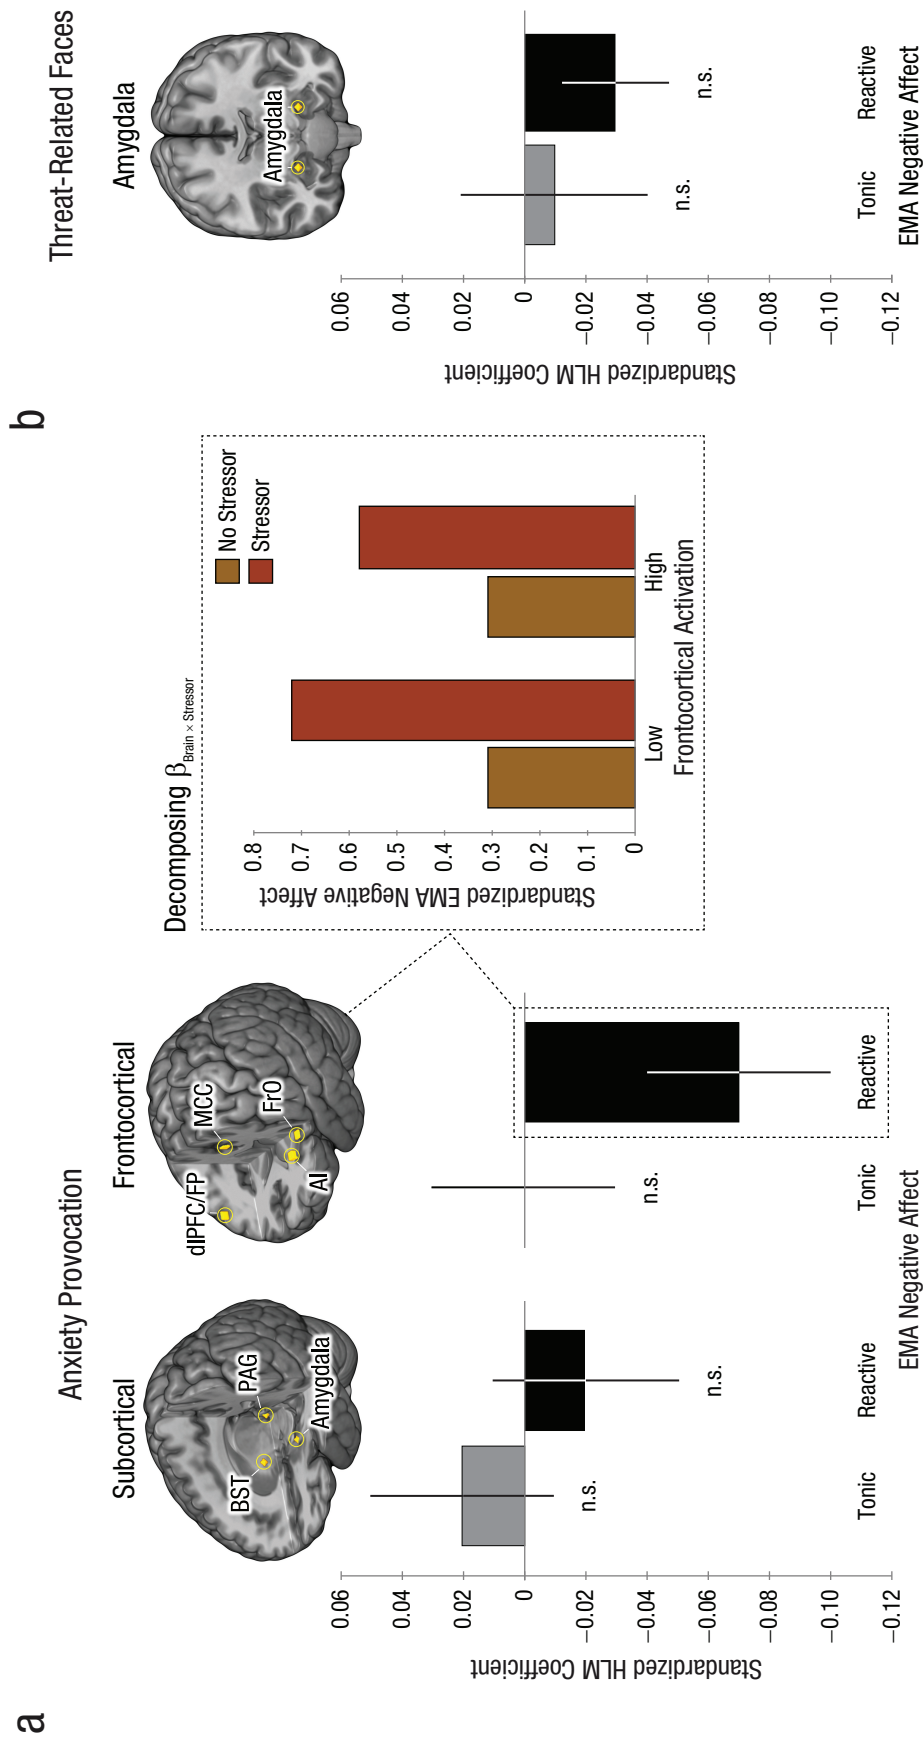 a
Anxiety Provocation
Subcortical
BST
PAG
Amygdala
Frontocortical
dlPFC/FP
MCC
FrO
AI
Standardized HLM Coefficient
0.06
0.04
0.02
0
−0.02
−0.04
−0.06
−0.08
−0.10
−0.12
n.s.
n.s.
n.s.
Tonic
Reactive
Tonic
Reactive
EMA Negative Affect
Decomposing βBrain × Stressor
No Stressor
Stressor
Standardized EMA Negative Affect
0.8
0.7
0.6
0.5
0.4
0.3
0.2
0.1
0
Low
High
Frontocortical Activation
b
Threat-Related Faces
Amygdala
Amygdala
Standardized HLM Coefficient
0.06
0.04
0.02
0
−0.02
−0.04
−0.06
−0.08
−0.10
−0.12
n.s.
n.s.
Tonic
Reactive
EMA Negative Affect